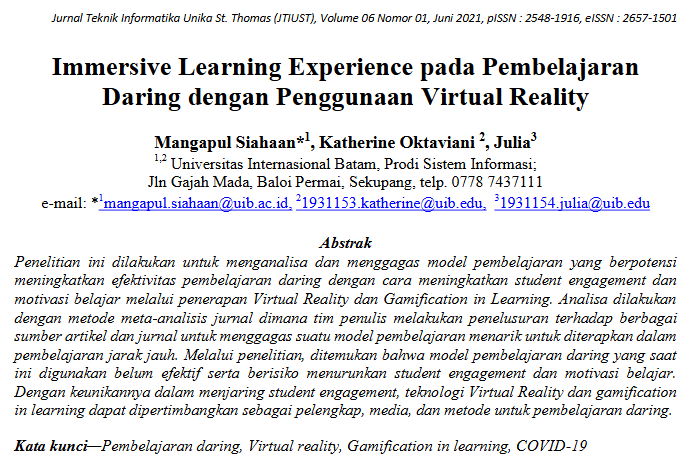 Jurnal Teknik Informatika Unika St. Thomas (JTIUST), Volume 06 Nomor 01, Juni 2021, pISSN : 2548-1916, eISSN : 2657-1501
Immersive Learning Experience pada Pembelajaran
Daring dengan Penggunaan Virtual Reality
Mangapul Siahaan*1, Katherine Oktaviani 2, Julia3
1,2 Universitas Internasional Batam, Prodi Sistem Informasi;
Jln Gajah Mada, Baloi Permai, Sekupang, telp. 0778 7437111
e-mail: *1mangapul.siahaan@uib.ac.id, 21931153.katherine@uib.edu, 31931154.julia@uib.edu
Abstrak
Penelitian ini dilakukan untuk menganalisa dan menggagas model pembelajaran yang berpotensi
meningkatkan efektivitas pembelajaran daring dengan cara meningkatkan student engagement dan
motivasi belajar melalui penerapan Virtual Reality dan Gamification in Learning. Analisa dilakukan
dengan metode meta-analisis jurnal dimana tim penulis melakukan penelusuran terhadap berbagai
sumber artikel dan jurnal untuk menggagas suatu model pembelajaran menarik untuk diterapkan dalam
pembelajaran jarak jauh. Melalui penelitian, ditemukan bahwa model pembelajaran daring yang saat
ini digunakan belum efektif serta berisiko menurunkan student engagement dan motivasi belajar.
Dengan keunikannya dalam menjaring student engagement, teknologi Virtual Reality dan gamification
in learning dapat dipertimbangkan sebagai pelengkap, media, dan metode untuk pembelajaran daring.
Kata kunci—Pembelajaran daring, Virtual reality, Gamification in learning, COVID-19